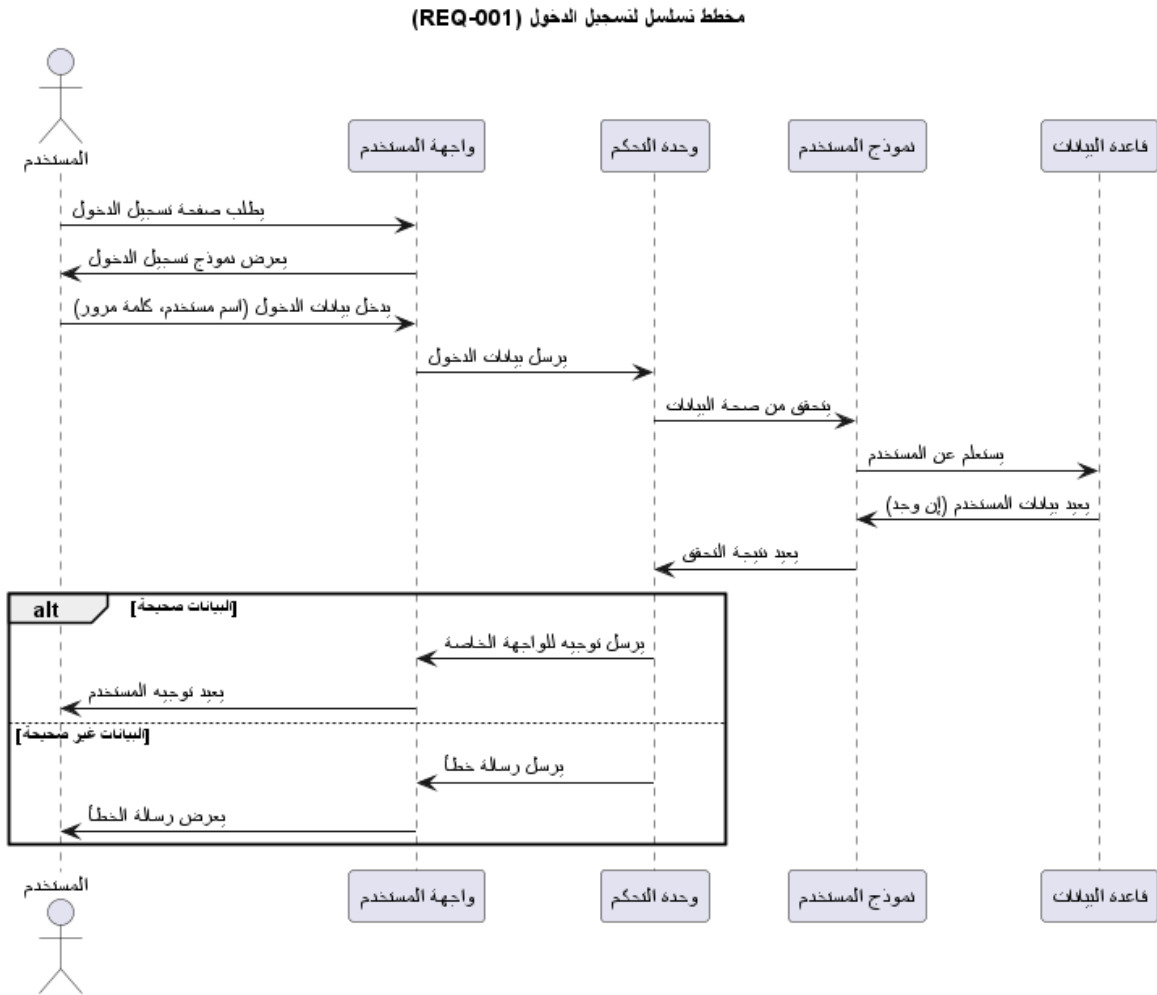 مخطط تسلسل لتسجيل الدخول (REQ-001)
المستخدم
واجهة المستخدم
وحدة التحكم
نموذج المستخدم
قاعدة البيانات
يطلب صفحة تسجيل الدخول
يعرض نموذج تسجيل الدخول
يدخل بيانات الدخول (اسم مستخدم، كلمة مرور)
يرسل بيانات الدخول
يتحقق من صحة البيانات
يستعلم عن المستخدم
يعيد بيانات المستخدم (إن وجد)
يعيد نتيجة التحقق
alt [البيانات صحيحة]
يرسل توجيه للواجهة الخاصة
يعيد توجيه المستخدم
[البيانات غير صحيحة]
يرسل رسالة خطأ
يعرض رسالة الخطأ
المستخدم
واجهة المستخدم
وحدة التحكم
نموذج المستخدم
قاعدة البيانات